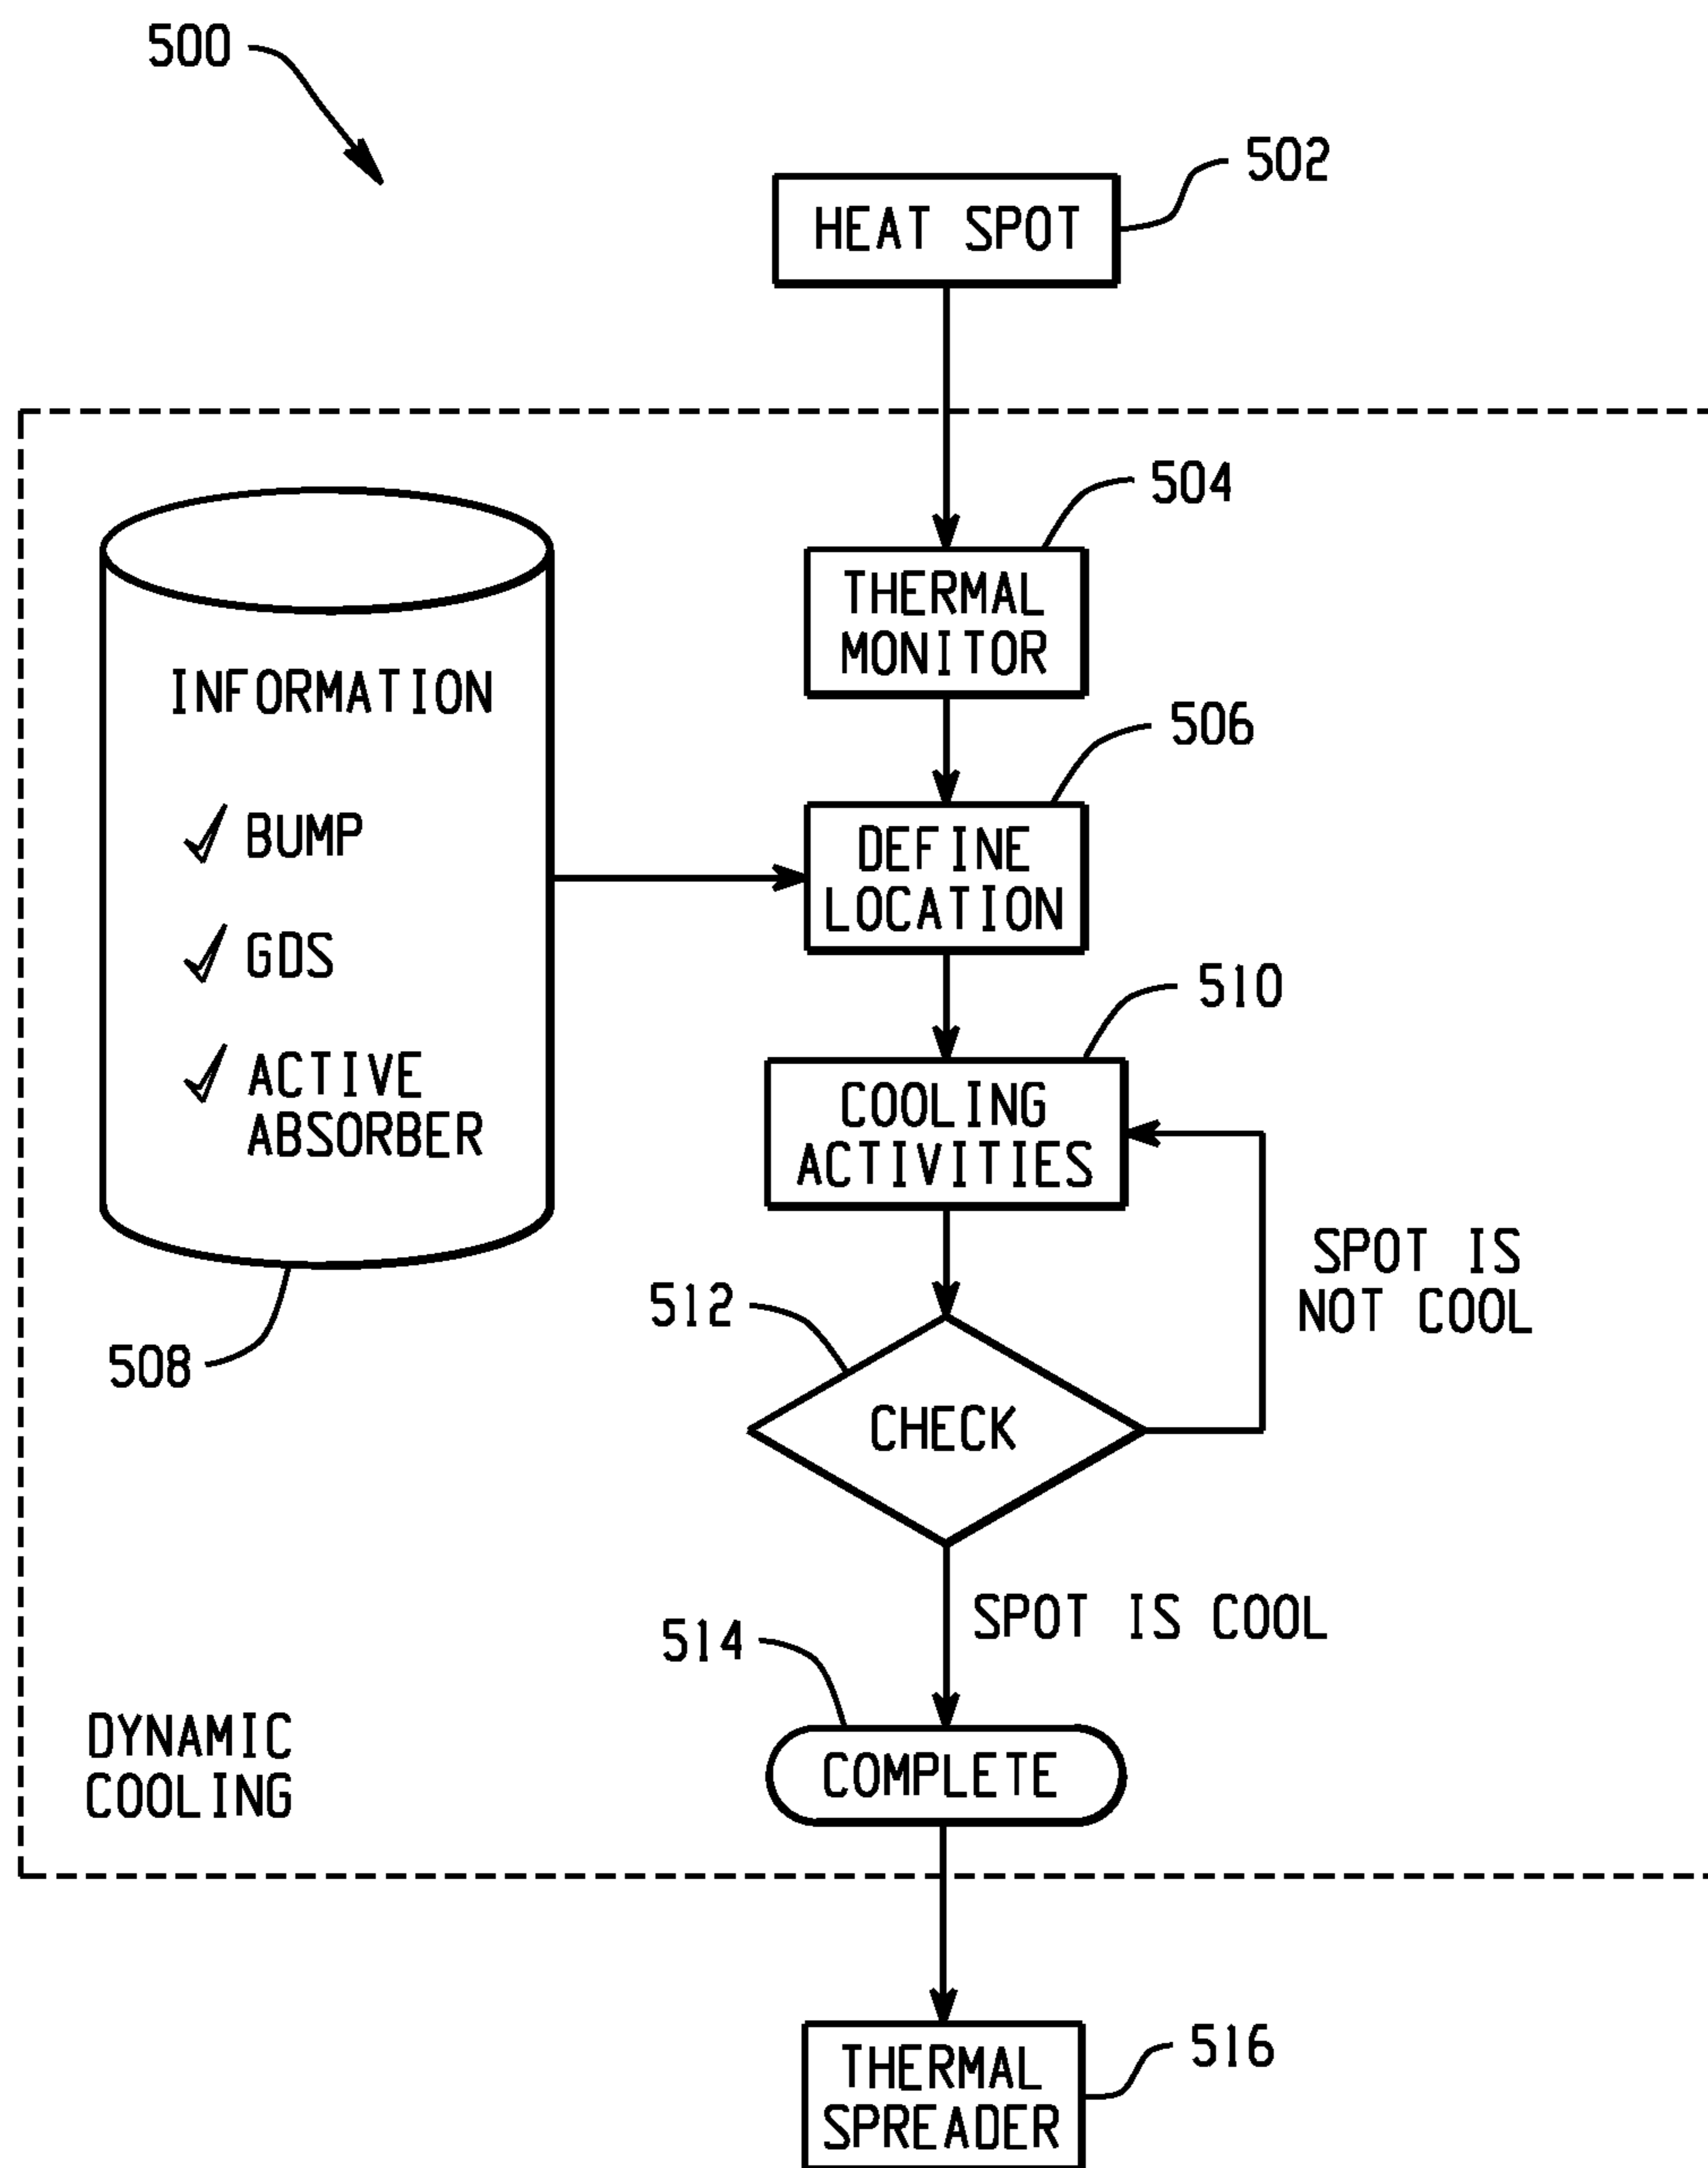 500
502
HEAT SPOT
504
THERMAL
MONITOR
506
DEFINE
LOCATION
INFORMATION
BUMP
GDS
ACTIVE
ABSORBER
508
510
COOLING
ACTIVITIES
SPOT IS
NOT COOL
512
CHECK
SPOT IS COOL
514
COMPLETE
DYNAMIC
COOLING
516
THERMAL
SPREADER